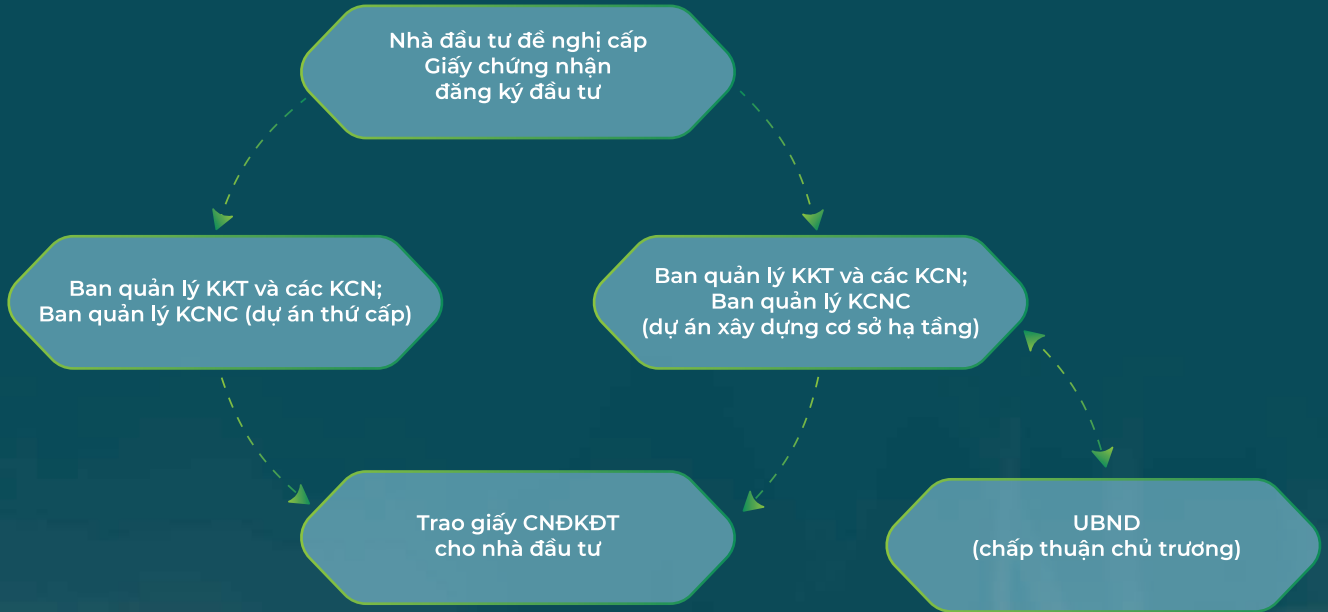 Nhà đầu tư đề nghị cấp
Giấy chứng nhận
đăng ký đầu tư
Ban quản lý KKT và các KCN;
Ban quản lý KCNC (dự án thứ cấp)
Ban quản lý KKT và các KCN;
Ban quản lý KCNC
(dự án xây dựng cơ sở hạ tầng)
Trao giấy CNĐKĐT
cho nhà đầu tư
UBND
(chấp thuận chủ trương)